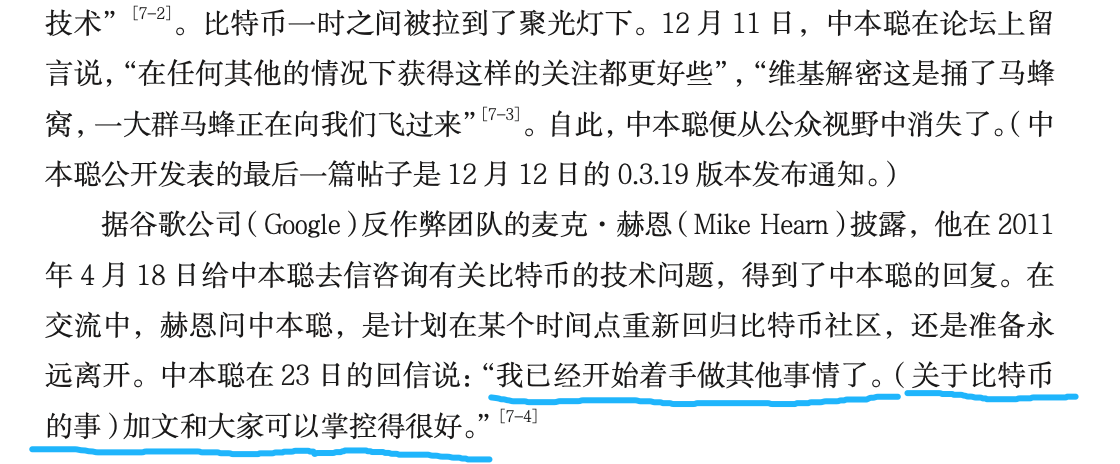 技术”[7-2]。比特币一时之间被拉到了聚光灯下。12 月 11 日，中本聪在论坛上留
言说，“在任何其他的情况下获得这样的关注都更好些”，“维基解密这是捅了马蜂
窝，一大群马蜂正在向我们飞过来”[7-3]。自此，中本聪便从公众视野中消失了。（中
本聪公开发表的最后一篇帖子是 12 月 12 日的 0.3.19 版本发布通知。）
据谷歌公司（Google）反作弊团队的麦克·赫恩（Mike Hearn）披露，他在 2011
年 4 月 18 日给中本聪去信咨询有关比特币的技术问题，得到了中本聪的回复。在
交流中，赫恩问中本聪，是计划在某个时间点重新回归比特币社区，还是准备永
远离开。中本聪在 23 日的回信说：“我已经开始着手做其他事情了。（关于比特币
的事）加文和大家可以掌控得很好。”[7-4]